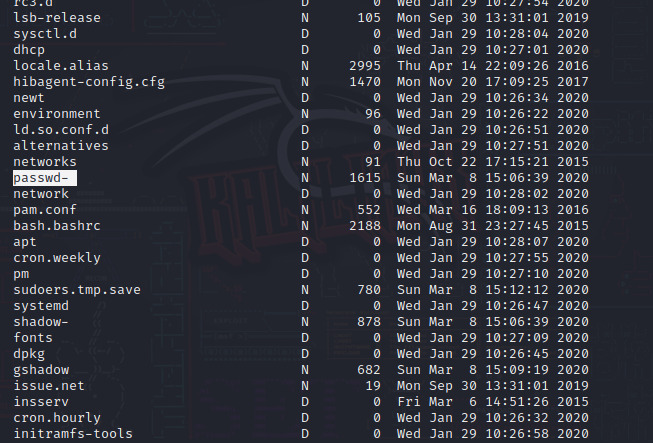 rc3.d D 0 Wed Jan 29 10:27:54 2020
lsb-release N 105 Mon Sep 30 13:31:01 2019
sysctl.d D 0 Wed Jan 29 10:28:04 2020
dhcp D 0 Wed Jan 29 10:27:01 2020
locale.alias N 2995 Thu Apr 14 22:09:26 2016
hibagent-config.cfg N 1470 Mon Nov 20 17:09:25 2017
newt D 0 Wed Jan 29 10:26:34 2020
environment N 96 Wed Jan 29 10:26:22 2020
ld.so.conf.d D 0 Wed Jan 29 10:26:51 2020
alternatives D 0 Wed Jan 29 10:27:51 2020
networks N 91 Thu Oct 22 17:15:21 2015
passwd- N 1615 Sun Mar 8 15:06:39 2020
network D 0 Wed Jan 29 10:28:02 2020
pam.conf N 552 Wed Mar 16 18:09:13 2016
bash.bashrc N 2188 Mon Aug 31 23:27:45 2015
apt D 0 Wed Jan 29 10:28:07 2020
cron.weekly D 0 Wed Jan 29 10:27:55 2020
pm D 0 Wed Jan 29 10:27:10 2020
sudoers.tmp.save N 780 Sun Mar 8 15:12:12 2020
systemd D 0 Wed Jan 29 10:26:47 2020
shadow- N 878 Sun Mar 8 15:06:39 2020
fonts D 0 Wed Jan 29 10:27:09 2020
dpkg D 0 Wed Jan 29 10:26:45 2020
gshadow N 682 Sun Mar 8 15:09:19 2020
issue.net N 19 Mon Sep 30 13:31:01 2019
insserv D 0 Fri Mar 6 14:51:26 2015
cron.hourly D 0 Wed Jan 29 10:26:32 2020
initramfs-tools D 0 Wed Jan 29 10:26:58 2020